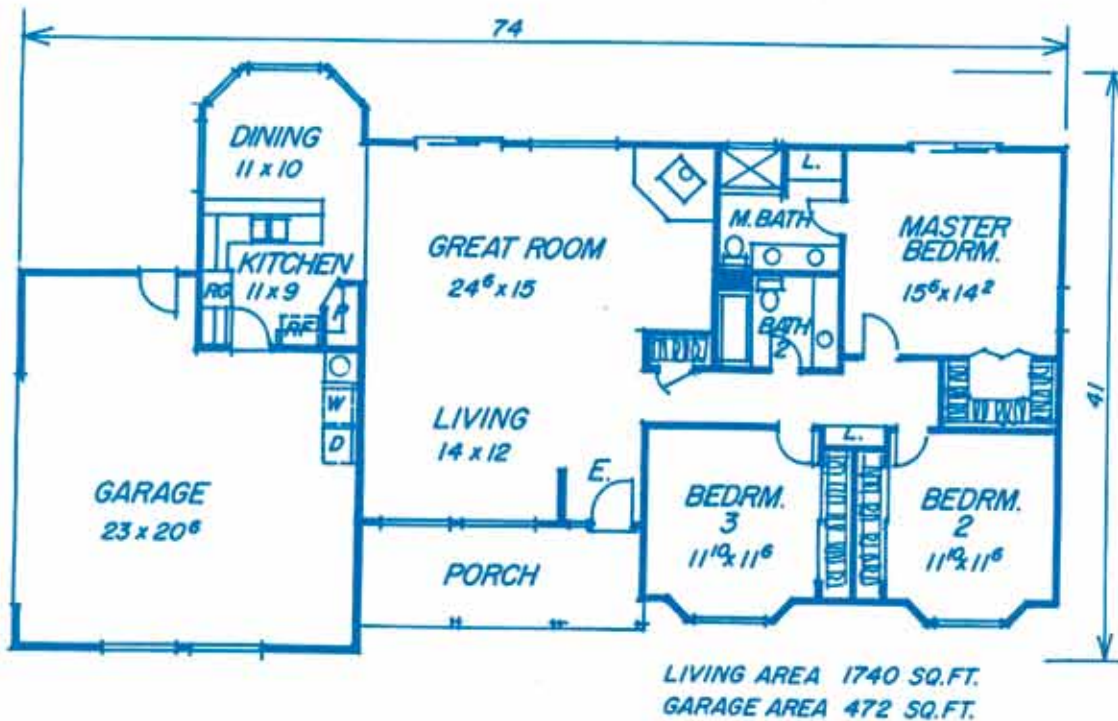 74
DINING
11 x 10
L.
M. BATH
MASTER
BEDRM.
15⁶ x 14²
GREAT ROOM
24⁶ x 15
KITCHEN
11 x 9
RG
P
RF
BATH
2
41
W
D
LIVING
14 x 12
E.
L.
GARAGE
23 x 20⁶
BEDRM.
3
11¹⁰ x 11⁶
BEDRM.
2
11¹⁰ x 11⁶
PORCH
LIVING AREA 1740 SQ.FT.
GARAGE AREA 472 SQ.FT.